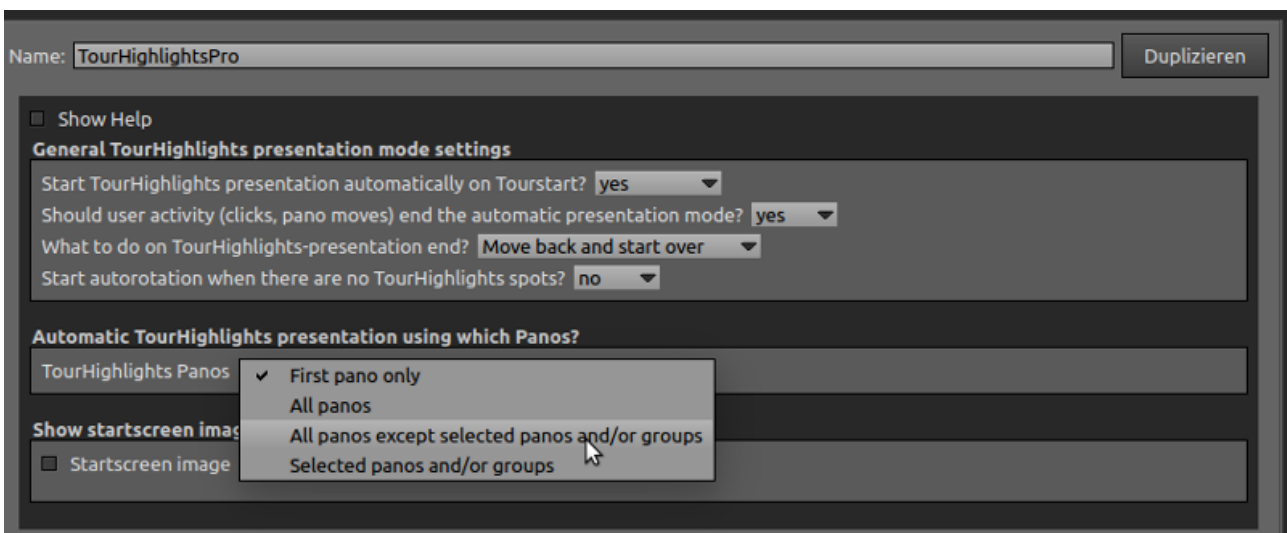 Name: TourHighlightsPro Duplizieren
Show Help
General TourHighlights presentation mode settings
Start TourHighlights presentation automatically on Tourstart? yes
Should user activity (clicks, pano moves) end the automatic presentation mode? yes
What to do on TourHighlights-presentation end? Move back and start over
Start autorotation when there are no TourHighlights spots? no
Automatic TourHighlights presentation using which Panos?
TourHighlights Panos
First pano only
All panos
All panos except selected panos and/or groups
Selected panos and/or groups
Show startscreen
Startscreen image